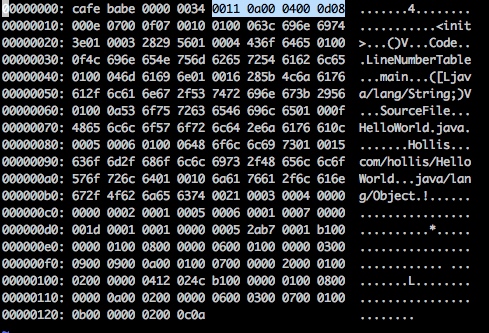 00000000: cafe babe 0000 0034 0011 0a00 0400 0d08  .......4........
00000010: 000e 0700 0f07 0010 0100 063c 696e 6974  ...........<init
00000020: 3e01 0003 2829 5601 0004 436f 6465 0100  >...()V...Code..
00000030: 0f4c 696e 654e 756d 6265 7254 6162 6c65  .LineNumberTable
00000040: 0100 046d 6169 6e01 0016 285b 4c6a 6176  ...main...([Ljav
00000050: 612f 6c61 6e67 2f53 7472 696e 673b 2956  a/lang/String;)V
00000060: 0100 0a53 6f75 7263 6546 696c 6501 000f  ...SourceFile...
00000070: 4865 6c6c 6f57 6f72 6c64 2e6a 6176 610c  HelloWorld.java.
00000080: 0005 0006 0100 0648 6f6c 6c69 7301 0015  .......Hollis...
00000090: 636f 6d2f 686f 6c6c 6973 2f48 656c 6c6f  com/hollis/Hello
000000a0: 576f 726c 6401 0010 6a61 7661 2f6c 616e  World...java/lan
000000b0: 672f 4f62 6a65 6374 0021 0003 0004 0000  g/Object.!......
000000c0: 0000 0002 0001 0005 0006 0001 0007 0000  ................
000000d0: 001d 0001 0001 0000 0005 2ab7 0001 b100  ..........*.....
000000e0: 0000 0100 0800 0000 0600 0100 0000 0300  ................
000000f0: 0900 0900 0a00 0100 0700 0000 2000 0100  ............ ...
00000100: 0200 0000 0412 024c b100 0000 0100 0800  .......L........
00000110: 0000 0a00 0200 0000 0600 0300 0700 0100  ................
00000120: 0b00 0000 0200 0c0a                      ........
~